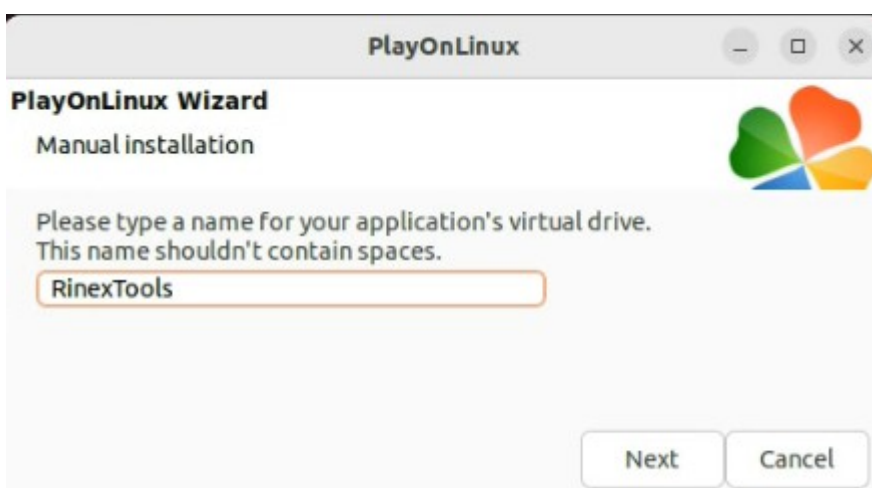 PlayOnLinux
PlayOnLinux Wizard
Manual installation
Please type a name for your application's virtual drive.
This name shouldn't contain spaces.
RinexTools
Next
Cancel